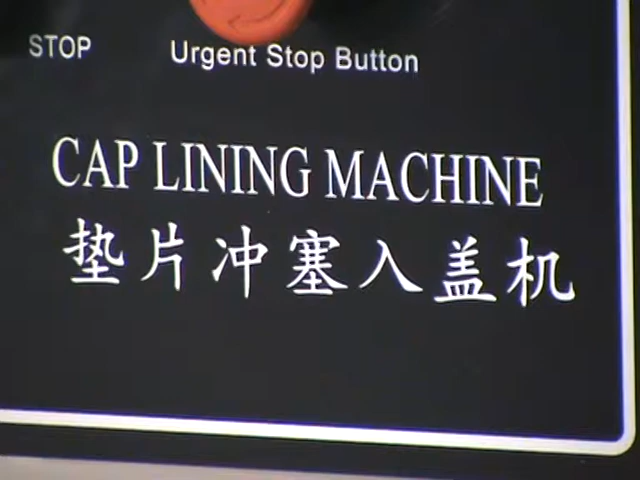 STOP
Urgent Stop Button
CAP LINING MACHINE
垫片冲塞入盖机